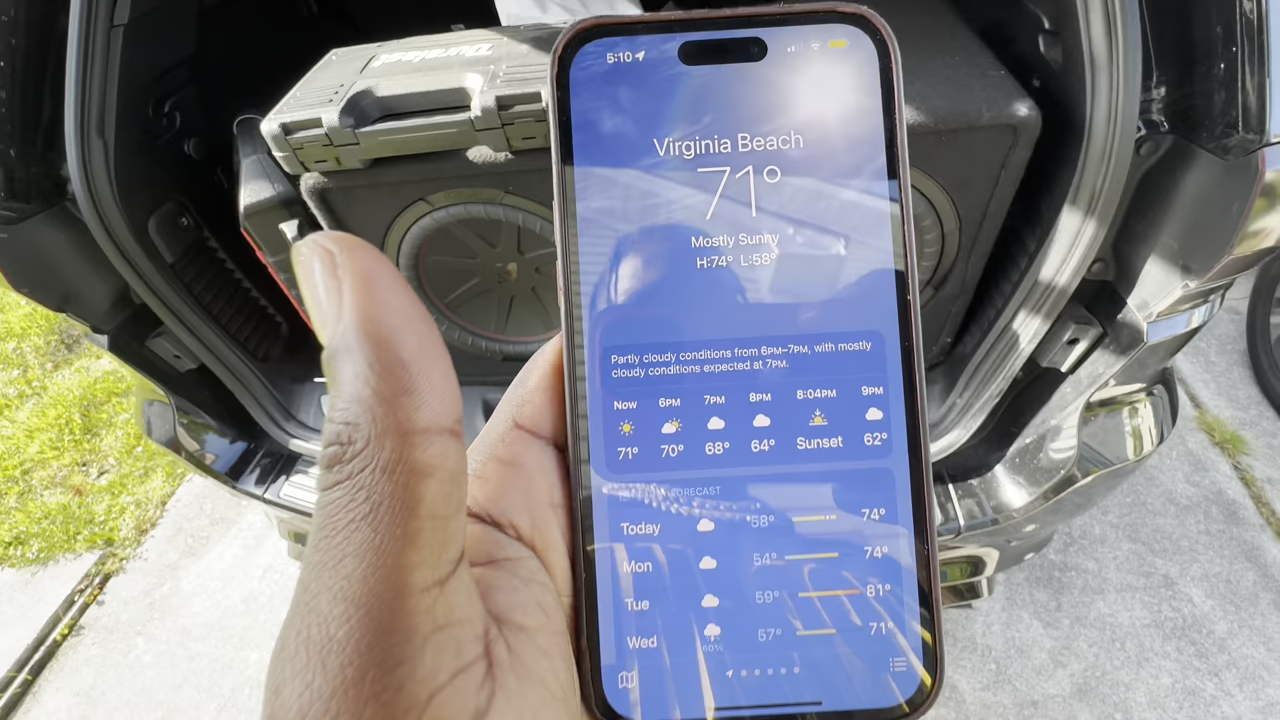 Duralast
5:10
Virginia Beach
71°
Mostly Sunny
H:74° L:58°
Partly cloudy conditions from 6PM–7PM, with mostly
cloudy conditions expected at 7PM.
Now 6PM 7PM 8PM 8:04PM 9PM
71° 70° 68° 64° Sunset 62°
FORECAST
Today 58° 74°
Mon 54° 74°
Tue 59° 81°
Wed 60% 57° 71°